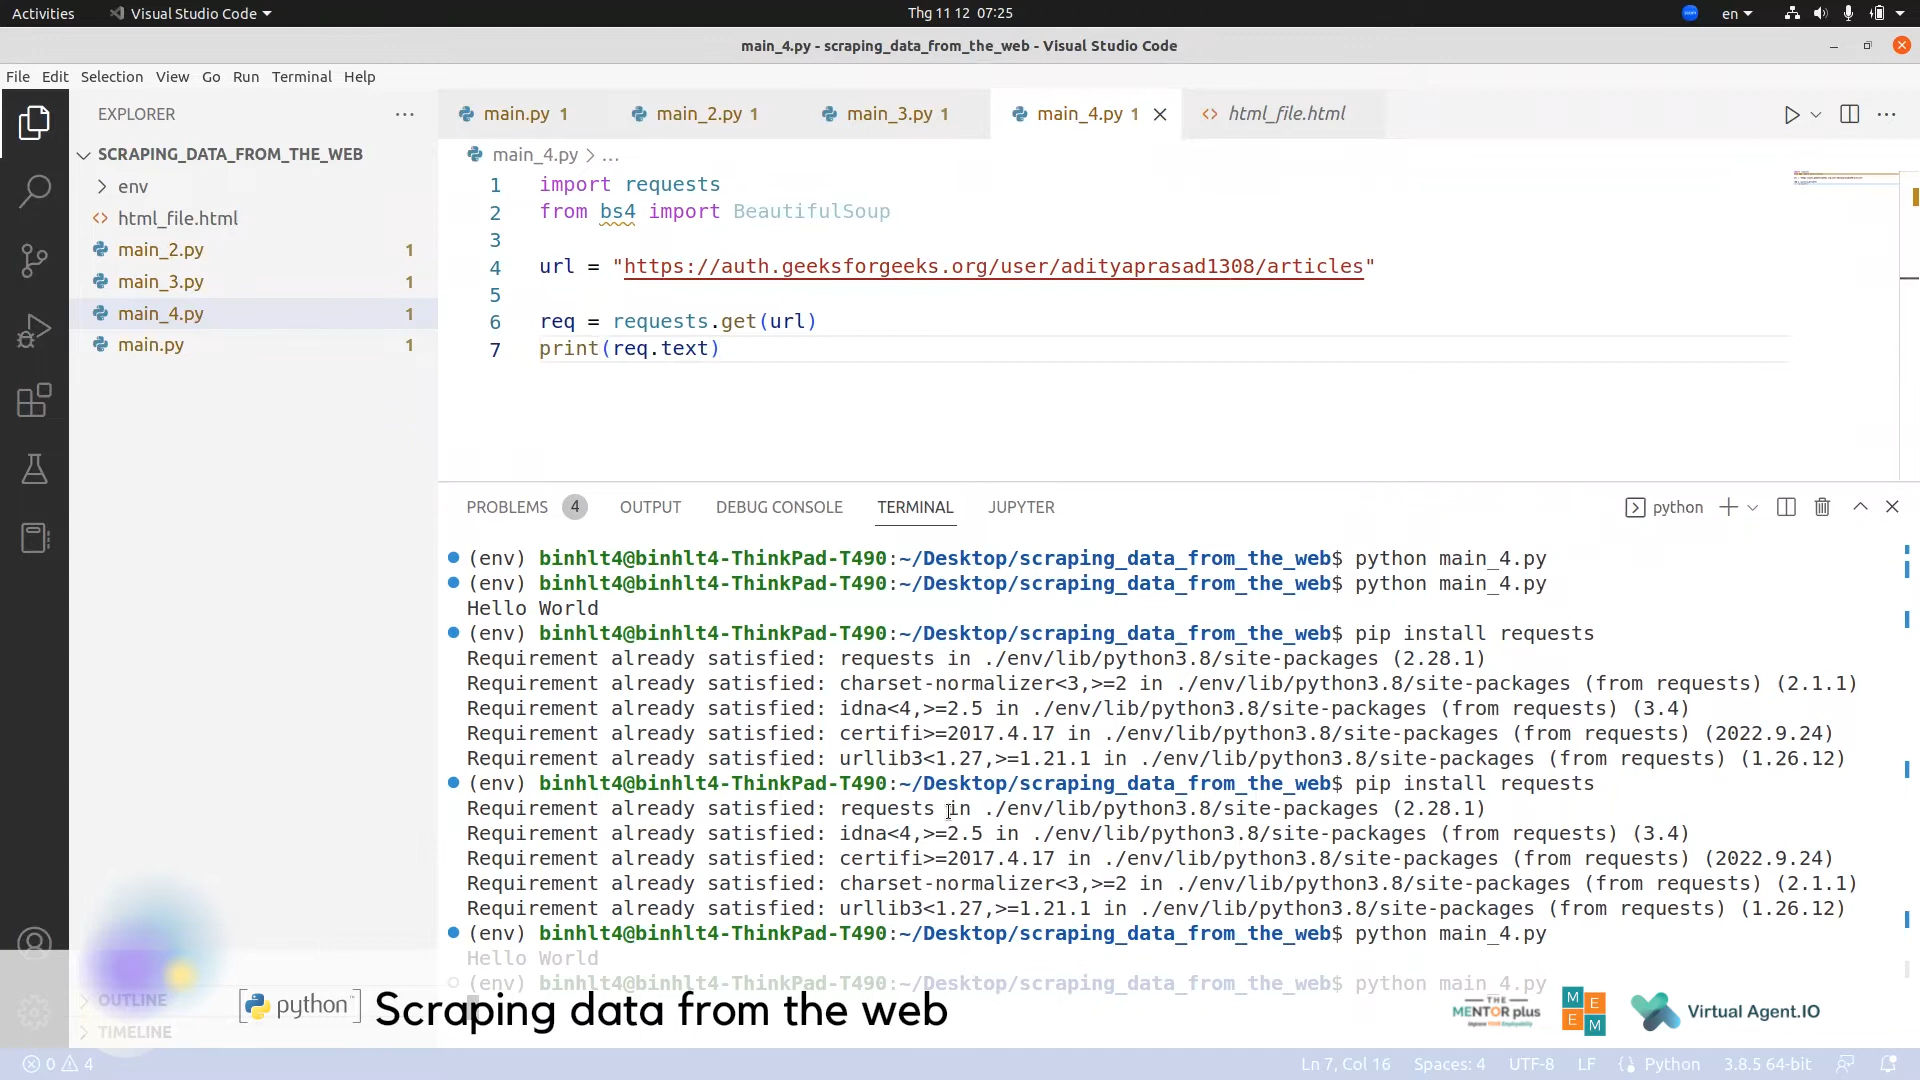 Activities Visual Studio Code Thg 11 12 07:25 en
main_4.py - scraping_data_from_the_web - Visual Studio Code
File Edit Selection View Go Run Terminal Help
EXPLORER
SCRAPING_DATA_FROM_THE_WEB
env
html_file.html
main_2.py 1
main_3.py 1
main_4.py 1
main.py 1
OUTLINE
TIMELINE
main.py 1 main_2.py 1 main_3.py 1 main_4.py 1 html_file.html
main_4.py > ...
1 import requests
2 from bs4 import BeautifulSoup
3
4 url = "https://auth.geeksforgeeks.org/user/adityaprasad1308/articles"
5
6 req = requests.get(url)
7 print(req.text)
PROBLEMS 4 OUTPUT DEBUG CONSOLE TERMINAL JUPYTER python
(env) binhlt4@binhlt4-ThinkPad-T490:~/Desktop/scraping_data_from_the_web$ python main_4.py
(env) binhlt4@binhlt4-ThinkPad-T490:~/Desktop/scraping_data_from_the_web$ python main_4.py
Hello World
(env) binhlt4@binhlt4-ThinkPad-T490:~/Desktop/scraping_data_from_the_web$ pip install requests
Requirement already satisfied: requests in ./env/lib/python3.8/site-packages (2.28.1)
Requirement already satisfied: charset-normalizer<3,>=2 in ./env/lib/python3.8/site-packages (from requests) (2.1.1)
Requirement already satisfied: idna<4,>=2.5 in ./env/lib/python3.8/site-packages (from requests) (3.4)
Requirement already satisfied: certifi>=2017.4.17 in ./env/lib/python3.8/site-packages (from requests) (2022.9.24)
Requirement already satisfied: urllib3<1.27,>=1.21.1 in ./env/lib/python3.8/site-packages (from requests) (1.26.12)
(env) binhlt4@binhlt4-ThinkPad-T490:~/Desktop/scraping_data_from_the_web$ pip install requests
Requirement already satisfied: requests in ./env/lib/python3.8/site-packages (2.28.1)
Requirement already satisfied: idna<4,>=2.5 in ./env/lib/python3.8/site-packages (from requests) (3.4)
Requirement already satisfied: certifi>=2017.4.17 in ./env/lib/python3.8/site-packages (from requests) (2022.9.24)
Requirement already satisfied: charset-normalizer<3,>=2 in ./env/lib/python3.8/site-packages (from requests) (2.1.1)
Requirement already satisfied: urllib3<1.27,>=1.21.1 in ./env/lib/python3.8/site-packages (from requests) (1.26.12)
(env) binhlt4@binhlt4-ThinkPad-T490:~/Desktop/scraping_data_from_the_web$ python main_4.py
Hello World
(env) binhlt4@binhlt4-ThinkPad-T490:~/Desktop/scraping_data_from_the_web$ python main_4.py
python Scraping data from the web
THE
MENTOR plus
M E
E M
Virtual Agent.IO
0 4 Ln 7, Col 16 Spaces: 4 UTF-8 LF Python 3.8.5 64-bit